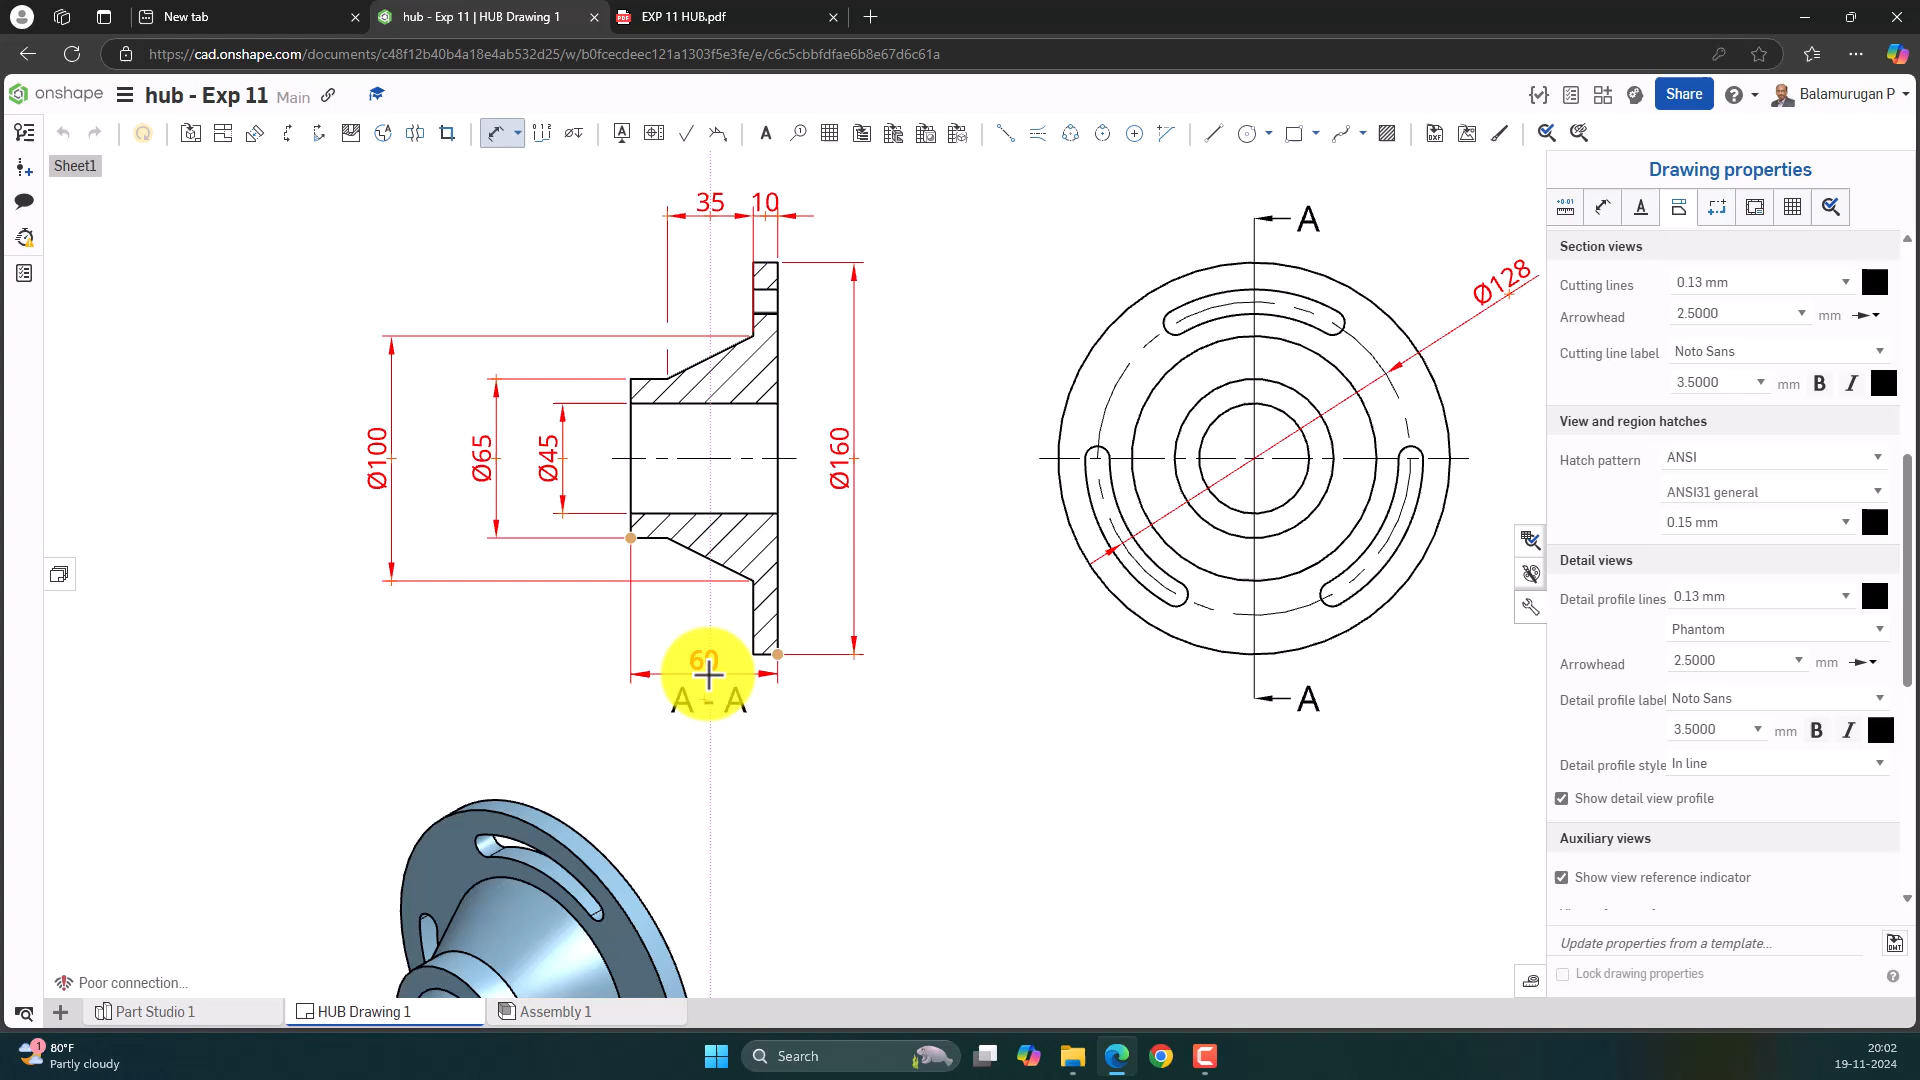 New tab
hub - Exp 11 | HUB Drawing 1
EXP 11 HUB.pdf
https://cad.onshape.com/documents/c48f12b40b4a18e4ab532d25/w/b0fcecdeec121a1303f5e3fe/e/c6c5cbbfdfae6b8e67d6c61a
onshape
hub - Exp 11 Main
Share
Balamurugan P
Sheet1
Drawing properties
35
10
A
Ø128
Ø100
Ø65
Ø45
Ø160
60
A - A
A
Section views
Cutting lines
0.13 mm
Arrowhead
2.5000 mm
Cutting line label
Noto Sans
3.5000 mm B I
View and region hatches
Hatch pattern
ANSI
ANSI31 general
0.15 mm
Detail views
Detail profile lines
0.13 mm
Phantom
Arrowhead
2.5000 mm
Detail profile label
Noto Sans
3.5000 mm B I
Detail profile style
In line
Show detail view profile
Auxiliary views
Show view reference indicator
Update properties from a template...
Lock drawing properties
Poor connection...
Part Studio 1
HUB Drawing 1
Assembly 1
1
80°F
Partly cloudy
Search
20:02
19-11-2024